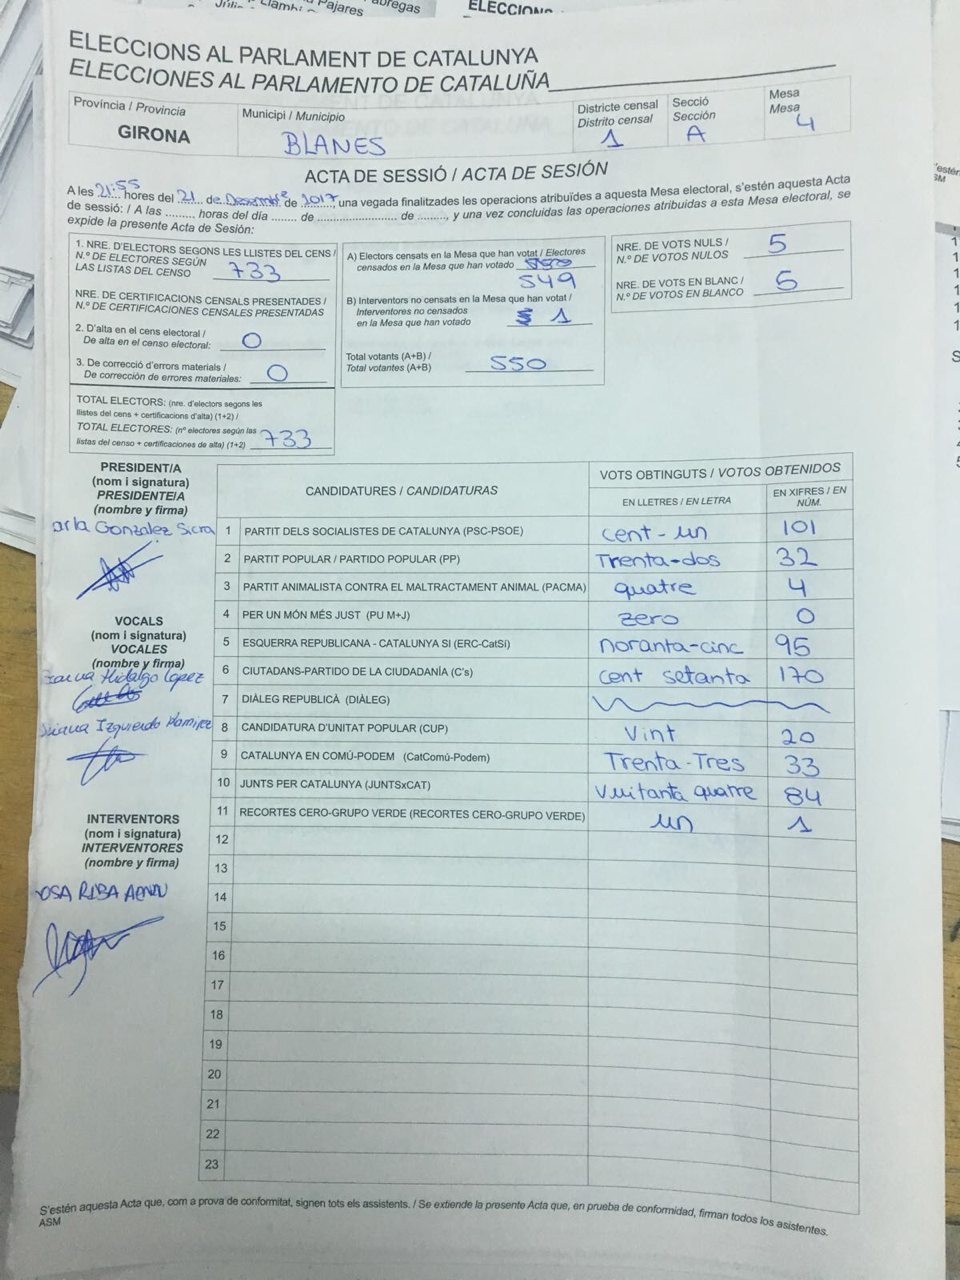 Pajares
ELECCIONS
ELECCIONS AL PARLAMENT DE CATALUNYA
ELECCIONES AL PARLAMENTO DE CATALUÑA
Província / Provincia
GIRONA
Municipi / Municipio
BLANES
Districte censal
Distrito censal
1
Secció
Sección
A
Mesa
Mesa
4
ACTA DE SESSIÓ / ACTA DE SESIÓN
A les 21:55 hores del 21 de Desembre de 2017, una vegada finalitzades les operacions atribuïdes a aquesta Mesa electoral, s'estén aquesta Acta
de sessió: / A las ......... horas del día ....... de ........................ de ........, y una vez concluidas las operaciones atribuidas a esta Mesa electoral, se
expide la presente Acta de Sesión:
1. NRE. D'ELECTORS SEGONS LES LLISTES DEL CENS /
N.º DE ELECTORES SEGÚN
LAS LISTAS DEL CENSO 733
NRE. DE CERTIFICACIONS CENSALS PRESENTADES /
N.º DE CERTIFICACIONES CENSALES PRESENTADAS
2. D'alta en el cens electoral /
De alta en el censo electoral: 0
3. De correcció d'errors materials /
De corrección de errores materiales: 0
TOTAL ELECTORS: (nre. d'electors segons les
llistes del cens + certificacions d'alta) (1+2) /
TOTAL ELECTORES: (nº electores según las
listas del censo + certificaciones de alta) (1+2) 733
A) Electors censats en la Mesa que han votat / Electores
censados en la Mesa que han votado
549
B) Interventors no censats en la Mesa que han votat /
Interventores no censados
en la Mesa que han votado 1
Total votants (A+B) /
Total votantes (A+B) 550
NRE. DE VOTS NULS /
N.º DE VOTOS NULOS 5
NRE. DE VOTS EN BLANC /
N.º DE VOTOS EN BLANCO 5
PRESIDENT/A
(nom i signatura)
PRESIDENTE/A
(nombre y firma)
González
VOCALS
(nom i signatura)
VOCALES
(nombre y firma)
Hidalgo López
Izquierdo Ramírez
INTERVENTORS
(nom i signatura)
INTERVENTORES
(nombre y firma)
OSA RIBA
CANDIDATURES / CANDIDATURAS
VOTS OBTINGUTS / VOTOS OBTENIDOS
EN LLETRES / EN LETRA
EN XIFRES / EN NÚM.
1 PARTIT DELS SOCIALISTES DE CATALUNYA (PSC-PSOE) cent-un 101
2 PARTIT POPULAR / PARTIDO POPULAR (PP) Trenta-dos 32
3 PARTIT ANIMALISTA CONTRA EL MALTRACTAMENT ANIMAL (PACMA) quatre 4
4 PER UN MÓN MÉS JUST (PU M+J) zero 0
5 ESQUERRA REPUBLICANA - CATALUNYA SI (ERC-CatSí) noranta-cinc 95
6 CIUTADANS-PARTIDO DE LA CIUDADANÍA (C's) cent setanta 170
7 DIÀLEG REPUBLICÀ (DIÀLEG)
8 CANDIDATURA D'UNITAT POPULAR (CUP) Vint 20
9 CATALUNYA EN COMÚ-PODEM (CatComú-Podem) Trenta-Tres 33
10 JUNTS PER CATALUNYA (JUNTSxCAT) Vuitanta quatre 84
11 RECORTES CERO-GRUPO VERDE (RECORTES CERO-GRUPO VERDE) un 1
12
13
14
15
16
17
18
19
20
21
22
23
S'estén aquesta Acta que, com a prova de conformitat, signen tots els assistents. / Se extiende la presente Acta que, en prueba de conformidad, firman todos los asistentes.
ASM